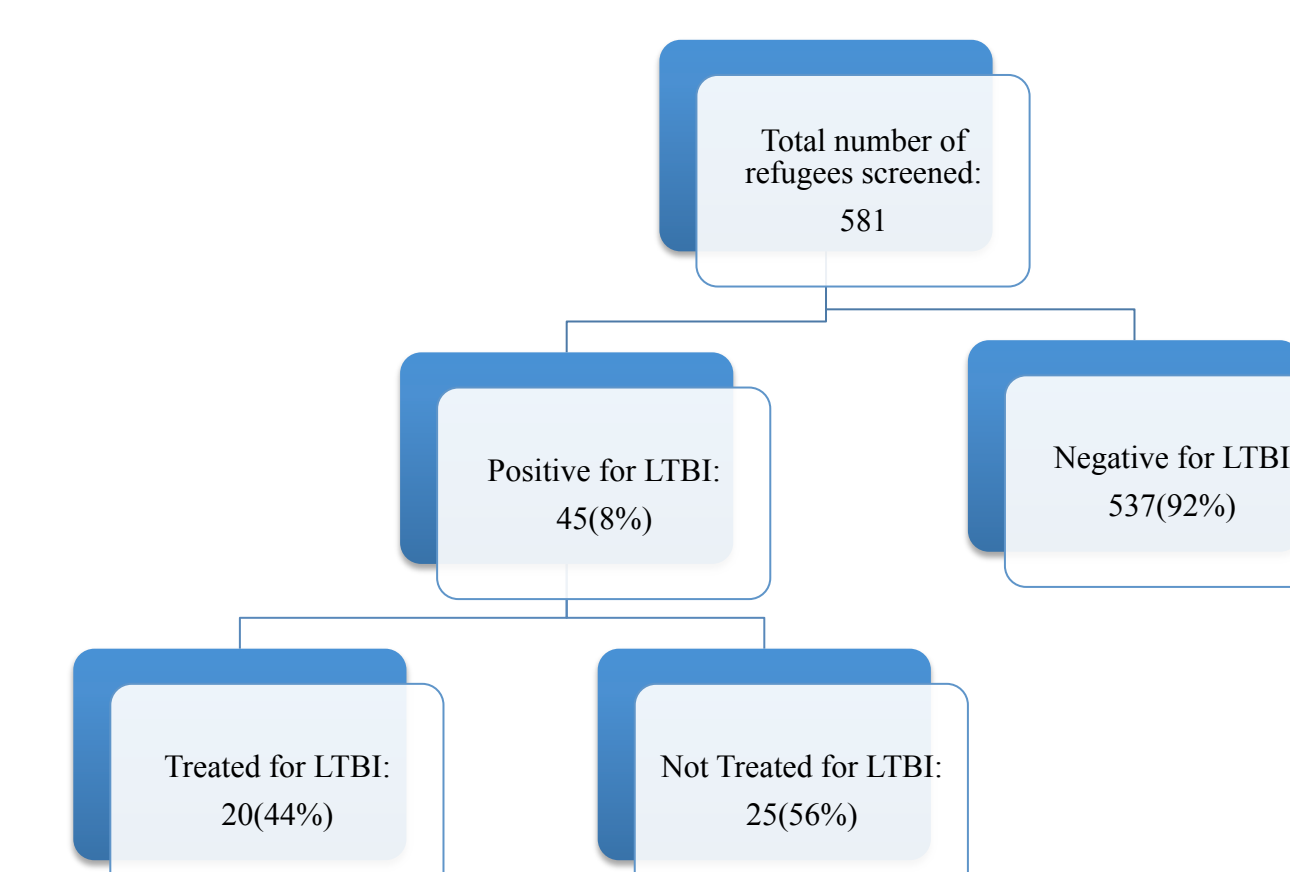 Total number of
refugees screened:
581
Positive for LTBI:
45(8%)
Negative for LTBI
537(92%)
Treated for LTBI:
20(44%)
Not Treated for LTBI:
25(56%)